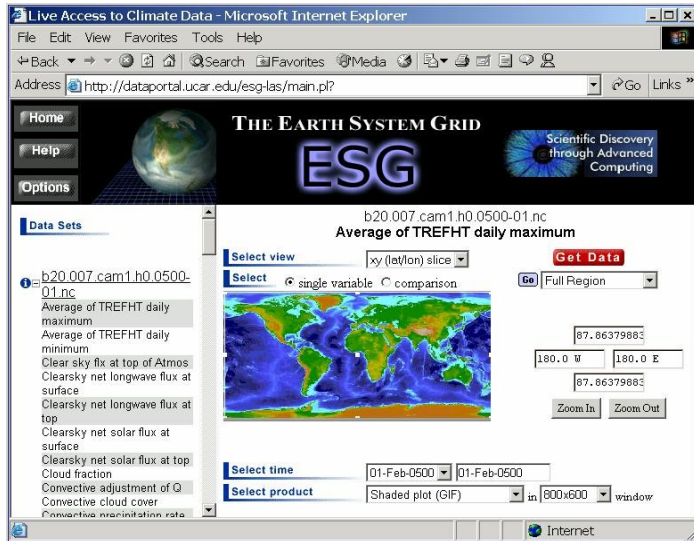 Live Access to Climate Data - Microsoft Internet Explorer
File Edit View Favorites Tools Help
Back Search Favorites Media
Address http://dataportal.ucar.edu/esg-las/main.pl? Go Links »
Home
Help
Options
THE EARTH SYSTEM GRID
ESG
Scientific Discovery
through Advanced
Computing
Data Sets
b20.007.cam1.h0.0500-
01.nc
Average of TREFHT daily
maximum
Average of TREFHT daily
minimum
Clear sky flx at top of Atmos
Clearsky net longwave flux at
surface
Clearsky net longwave flux at
top
Clearsky net solar flux at
surface
Clearsky net solar flux at top
Cloud fraction
Convective adjustment of Q
Convective cloud cover
Convective precipitation rate
b20.007.cam1.h0.0500-01.nc
Average of TREFHT daily maximum
Select view xy (lat/lon) slice Get Data
Select single variable comparison Go Full Region
87.86379883
180.0 W 180.0 E
87.86379883
Zoom In Zoom Out
Select time 01-Feb-0500 01-Feb-0500
Select product Shaded plot (GIF) in 800x600 window
Internet